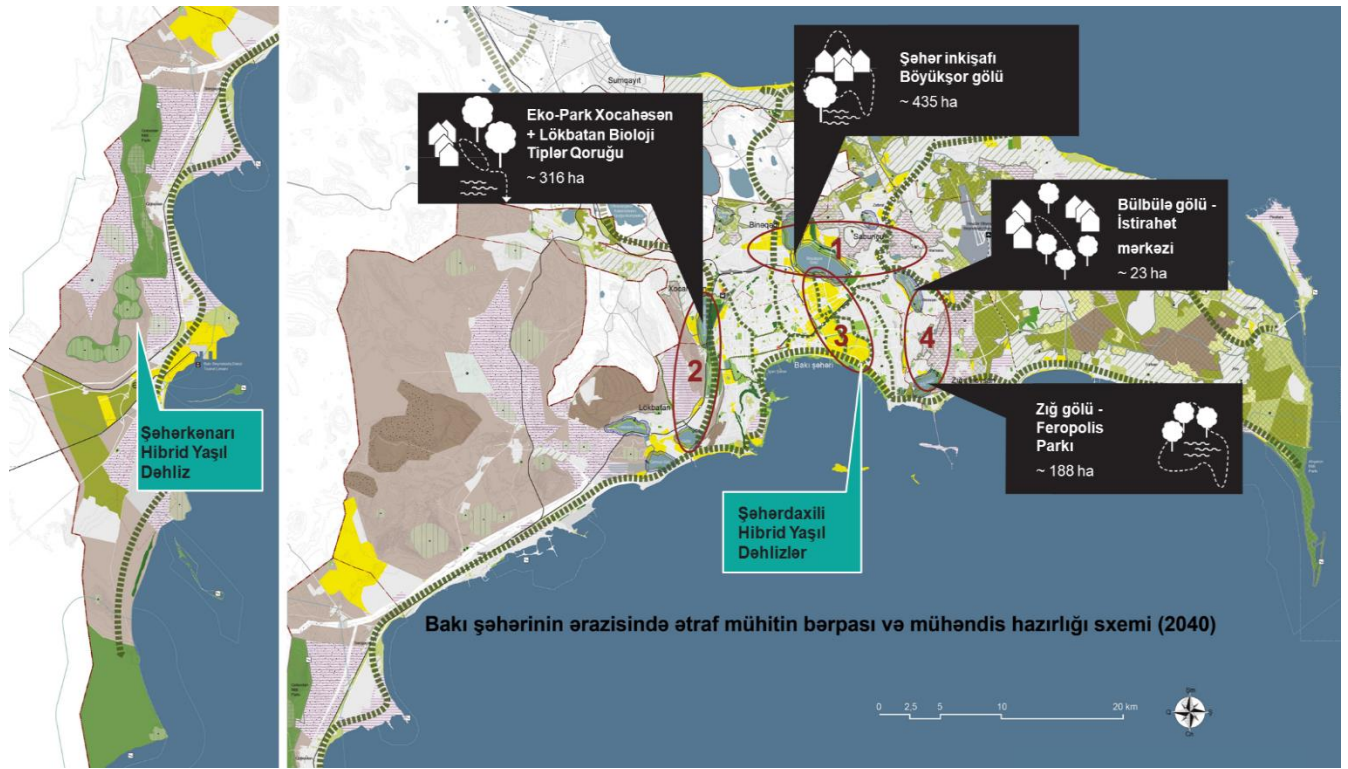 Sumqayıt
Şəhər inkişafı
Böyükşor gölü
~ 435 ha
Eko-Park Xocahəsən
+ Lökbatan Bioloji
Tiplər Qoruğu
~ 316 ha
Bülbülə gölü -
İstirahət
mərkəzi
~ 23 ha
Binəqədi
Sabunçu
1
2
3
4
Bakı şəhəri
Lökbatan
Zığ gölü -
Feropolis
Parkı
~ 188 ha
Şəhərkənarı
Hibrid Yaşıl
Dəhliz
Şəhərdaxili
Hibrid Yaşıl
Dəhlizlər
Bakı şəhərinin ərazisində ətraf mühitin bərpası və mühəndis hazırlığı sxemi (2040)
0 2,5 5 10 20 km